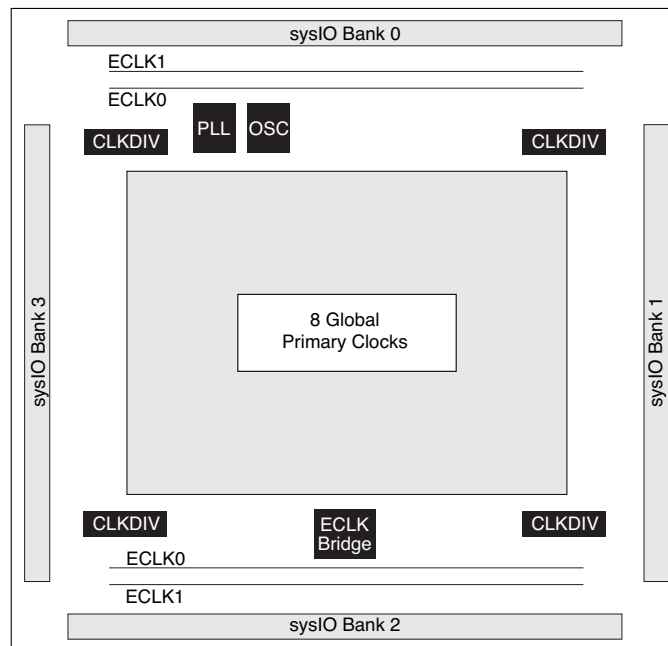 sysIO Bank 0
ECLK1
ECLK0
PLL
OSC
CLKDIV
CLKDIV
sysIO Bank 3
8 Global
Primary Clocks
sysIO Bank 1
CLKDIV
ECLK
Bridge
CLKDIV
ECLK0
ECLK1
sysIO Bank 2